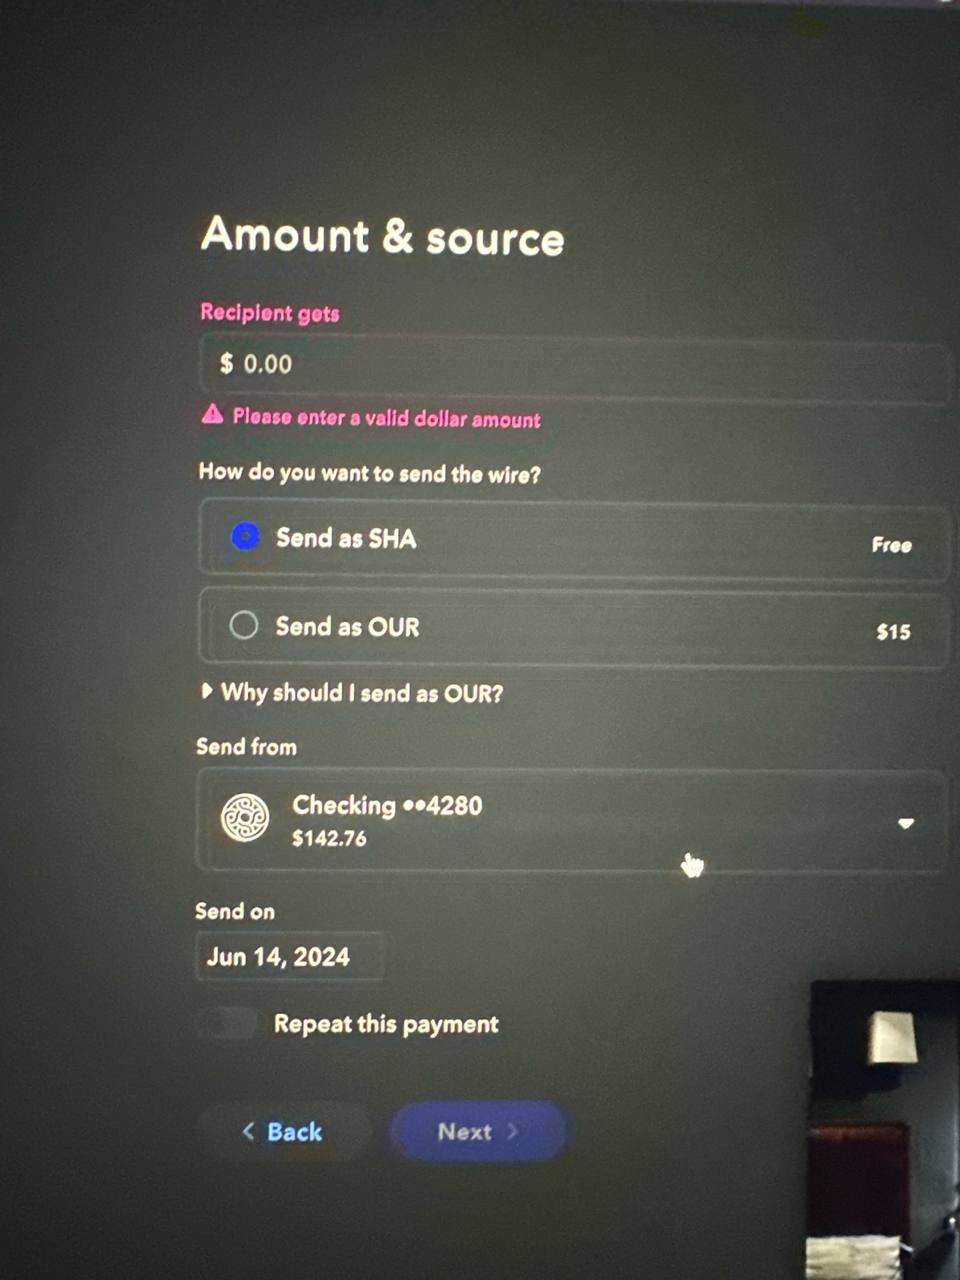 Amount & source
Recipient gets
$ 0.00
Please enter a valid dollar amount
How do you want to send the wire?
Send as SHA
Free
Send as OUR
$15
Why should I send as OUR?
Send from
Checking ••4280
$142.76
Send on
Jun 14, 2024
Repeat this payment
Back
Next